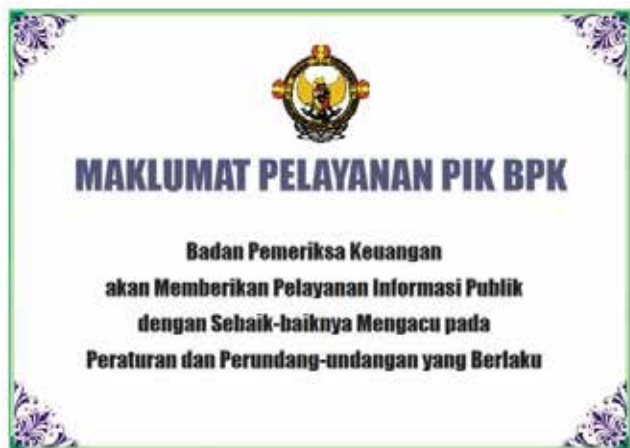 MAKLUMAT PELAYANAN PIK BPK
Badan Pemeriksa Keuangan
akan Memberikan Pelayanan Informasi Publik
dengan Sebaik-baiknya Mengacu pada
Peraturan dan Perundang-undangan yang Berlaku